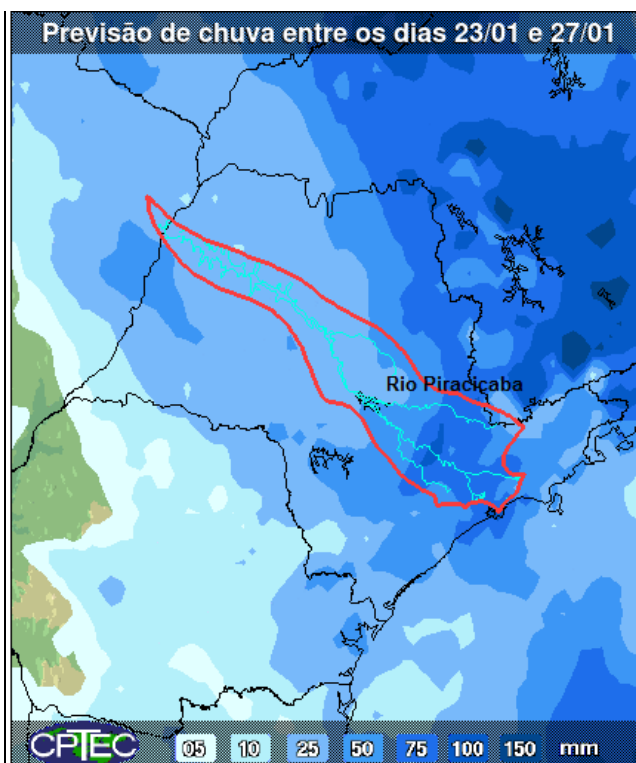 Previsão de chuva entre os dias 23/01 e 27/01
Rio Piracicaba
CPTEC 05 10 25 50 75 100 150 mm